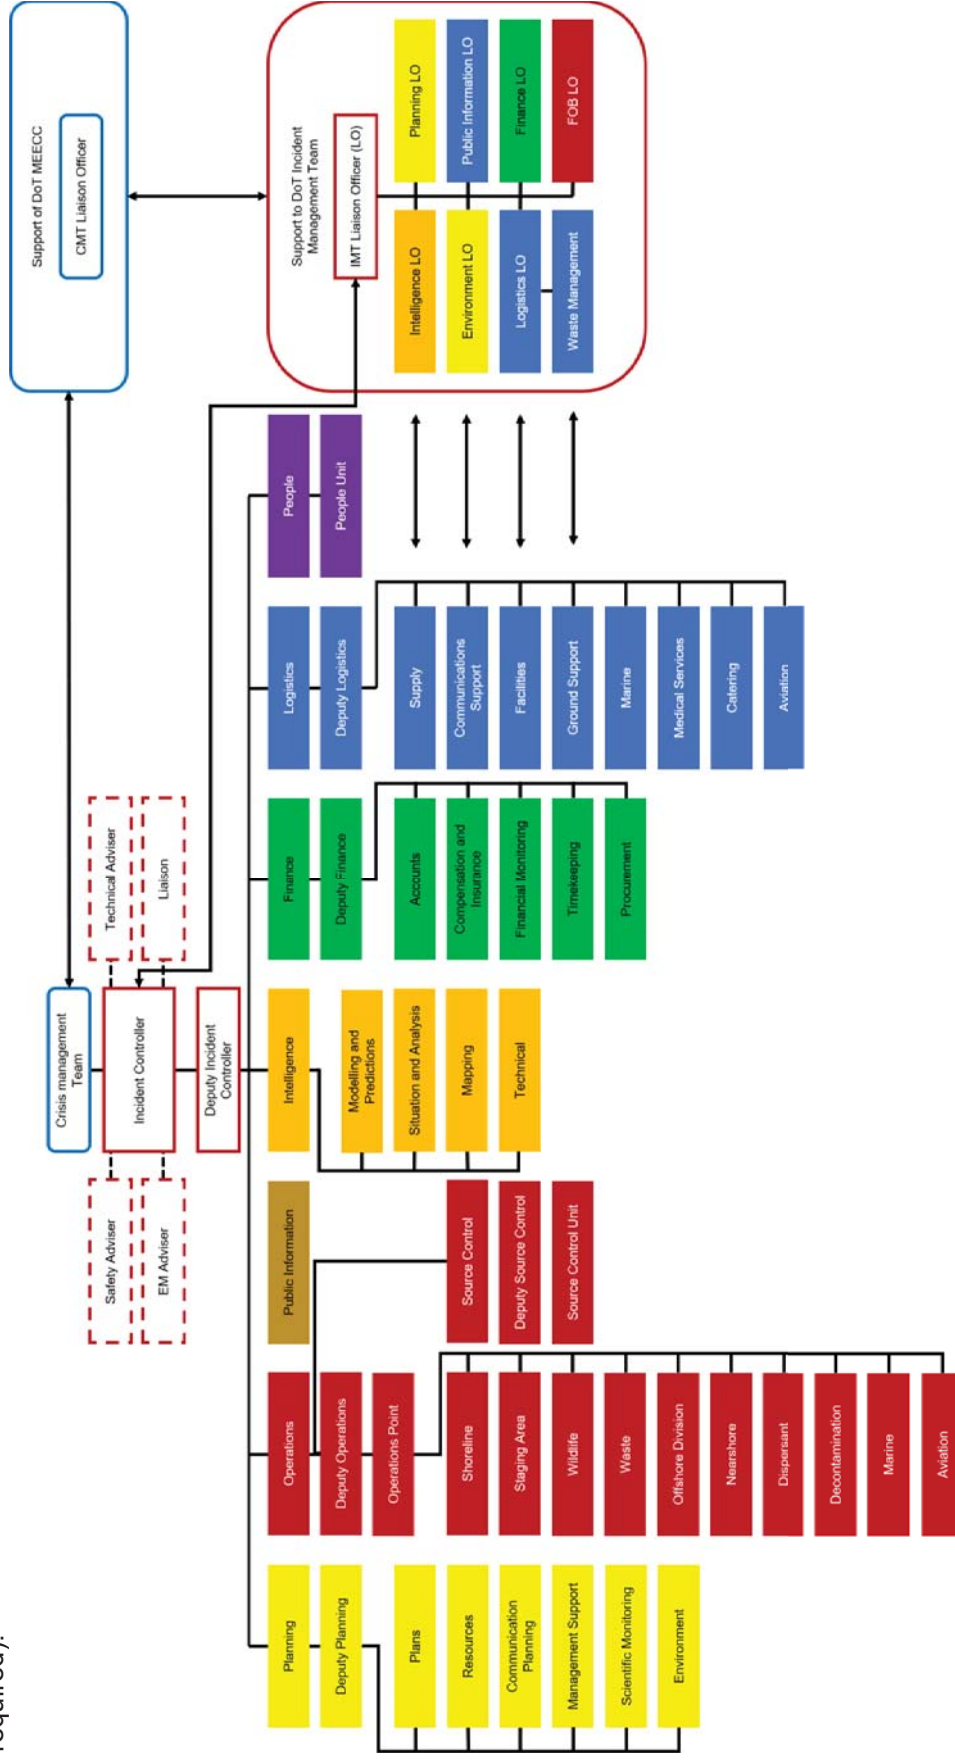 required).
Crisis management
Team
Support of DoT MEECC
CMT Liaison Officer
Safety Adviser
EM Adviser
Incident Controller
Technical Adviser
Liaison
Deputy Incident
Controller
Support to DoT Incident
Management Team
IMT Liaison Officer (LO)
Intelligence LO
Planning LO
Environment LO
Public Information LO
Logistics LO
Finance LO
Waste Management
FOB LO
Planning
Deputy Planning
Plans
Resources
Communication
Planning
Management Support
Scientific Monitoring
Environment
Operations
Deputy Operations
Operations Point
Shoreline
Staging Area
Wildlife
Waste
Offshore Division
Nearshore
Dispersant
Decontamination
Marine
Aviation
Public Information
Source Control
Deputy Source Control
Source Control Unit
Intelligence
Modelling and
Predictions
Situation and Analysis
Mapping
Technical
Finance
Deputy Finance
Accounts
Compensation and
Insurance
Financial Monitoring
Timekeeping
Procurement
Logistics
Deputy Logistics
Supply
Communications
Support
Facilities
Ground Support
Marine
Medical Services
Catering
Aviation
People
People Unit